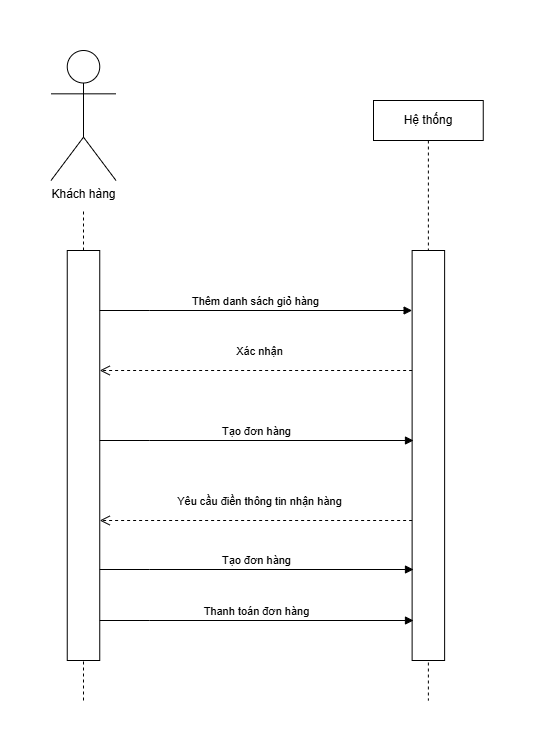 Khách hàng
Hệ thống
Thêm danh sách giỏ hàng
Xác nhận
Tạo đơn hàng
Yêu cầu điền thông tin nhận hàng
Tạo đơn hàng
Thanh toán đơn hàng